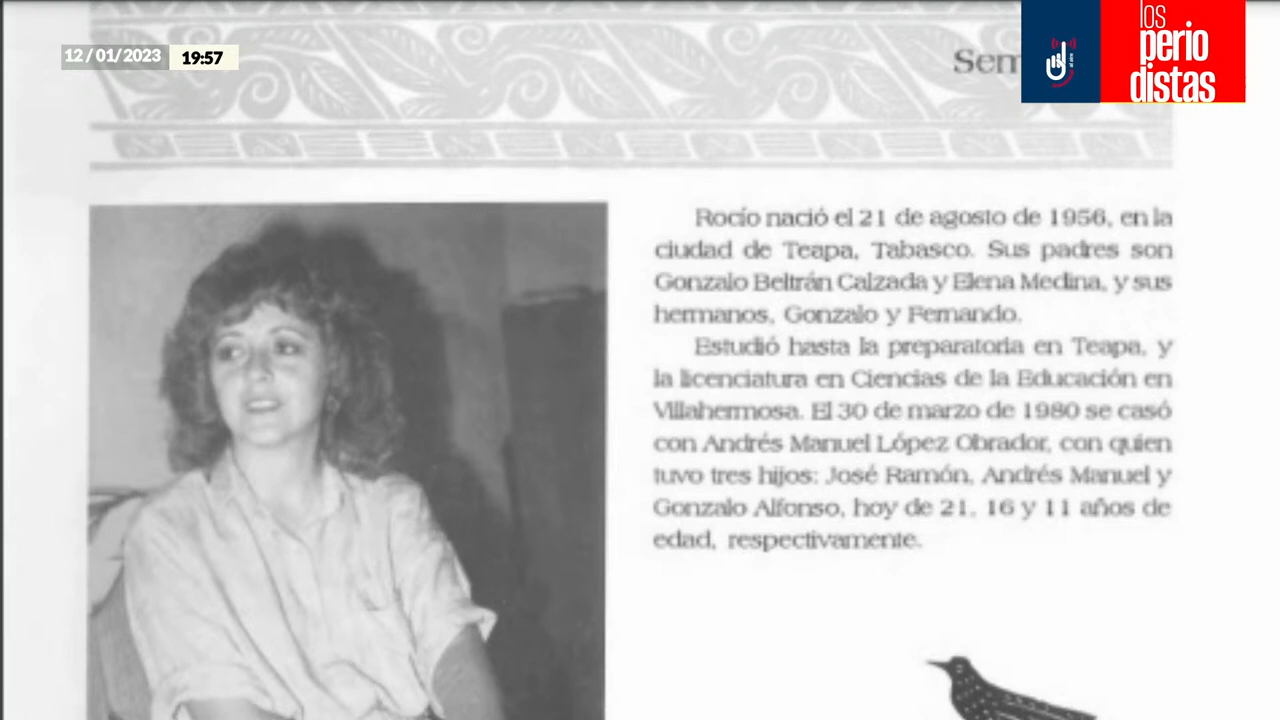 12/01/2023
19:57
Sem
los
perio
distas
al aire
Rocío nació el 21 de agosto de 1956, en la
ciudad de Teapa, Tabasco. Sus padres son
Gonzalo Beltrán Calzada y Elena Medina, y sus
hermanos, Gonzalo y Fernando.
Estudió hasta la preparatoria en Teapa, y
la licenciatura en Ciencias de la Educación en
Villahermosa. El 30 de marzo de 1980 se casó
con Andrés Manuel López Obrador, con quien
tuvo tres hijos: José Ramón, Andrés Manuel y
Gonzalo Alfonso, hoy de 21, 16 y 11 años de
edad, respectivamente.